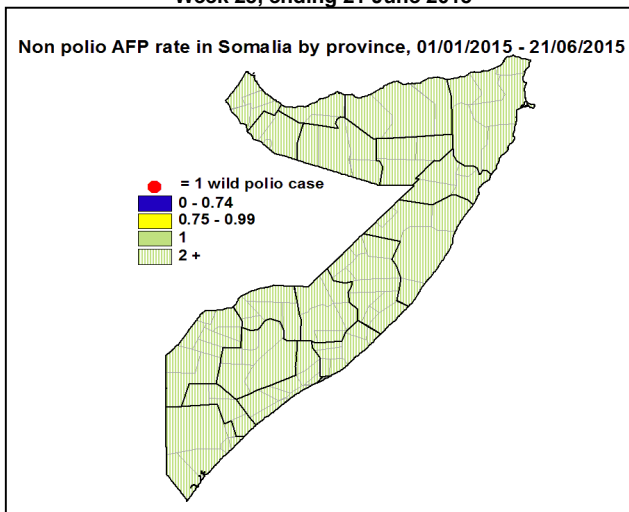 Non polio AFP rate in Somalia by province, 01/01/2015 - 21/06/2015
= 1 wild polio case
0 - 0.74
0.75 - 0.99
1
2 +